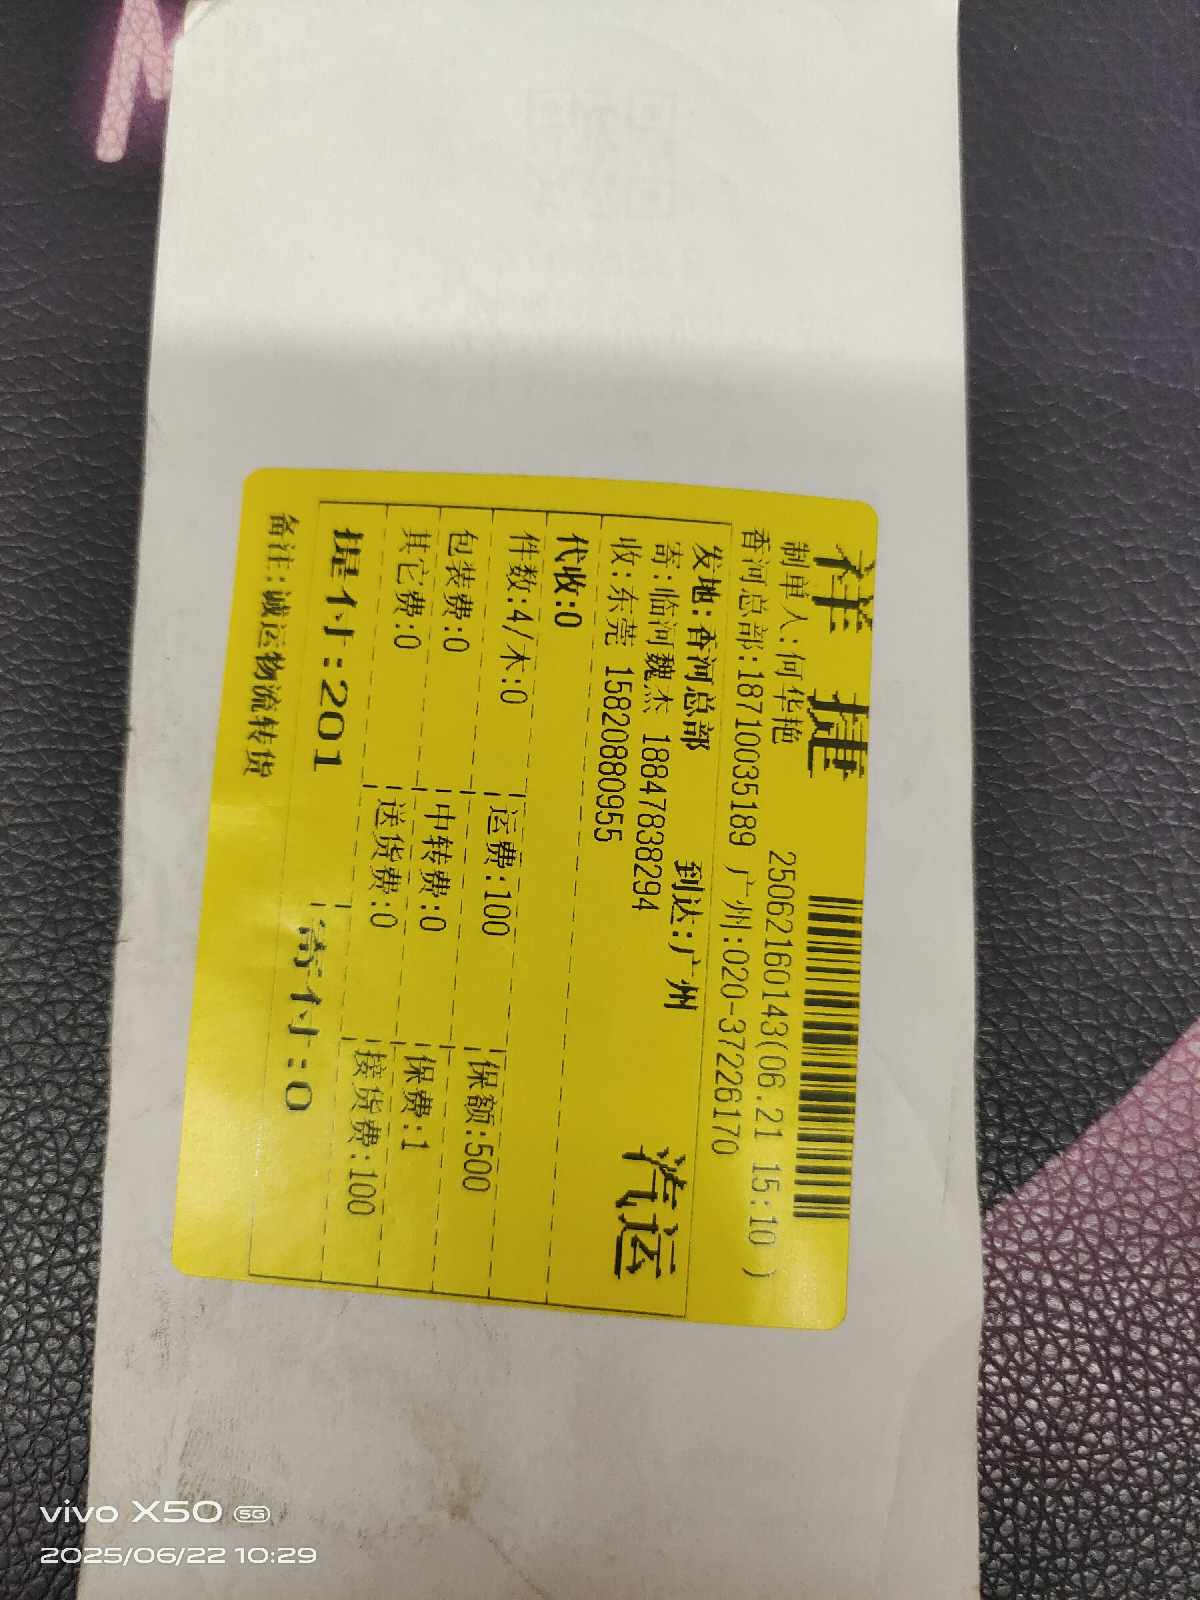 祥 捷
25062160143(06.21 15:10 )
制单人:何华艳
香河总部:18710035189 广州:020-37226170
发地:香河总部 到达:广州 汽运
寄:临河魏杰 18847838294
收:东莞 15820880955
代收:0
件数:4/木:0 运费:100 保额:500
包装费:0 中转费:0 保费:1
其它费:0 送货费:0 接货费:100
提付:201 寄付:0
备注:诚运物流转货
vivo X50 5G
2025/06/22 10:29